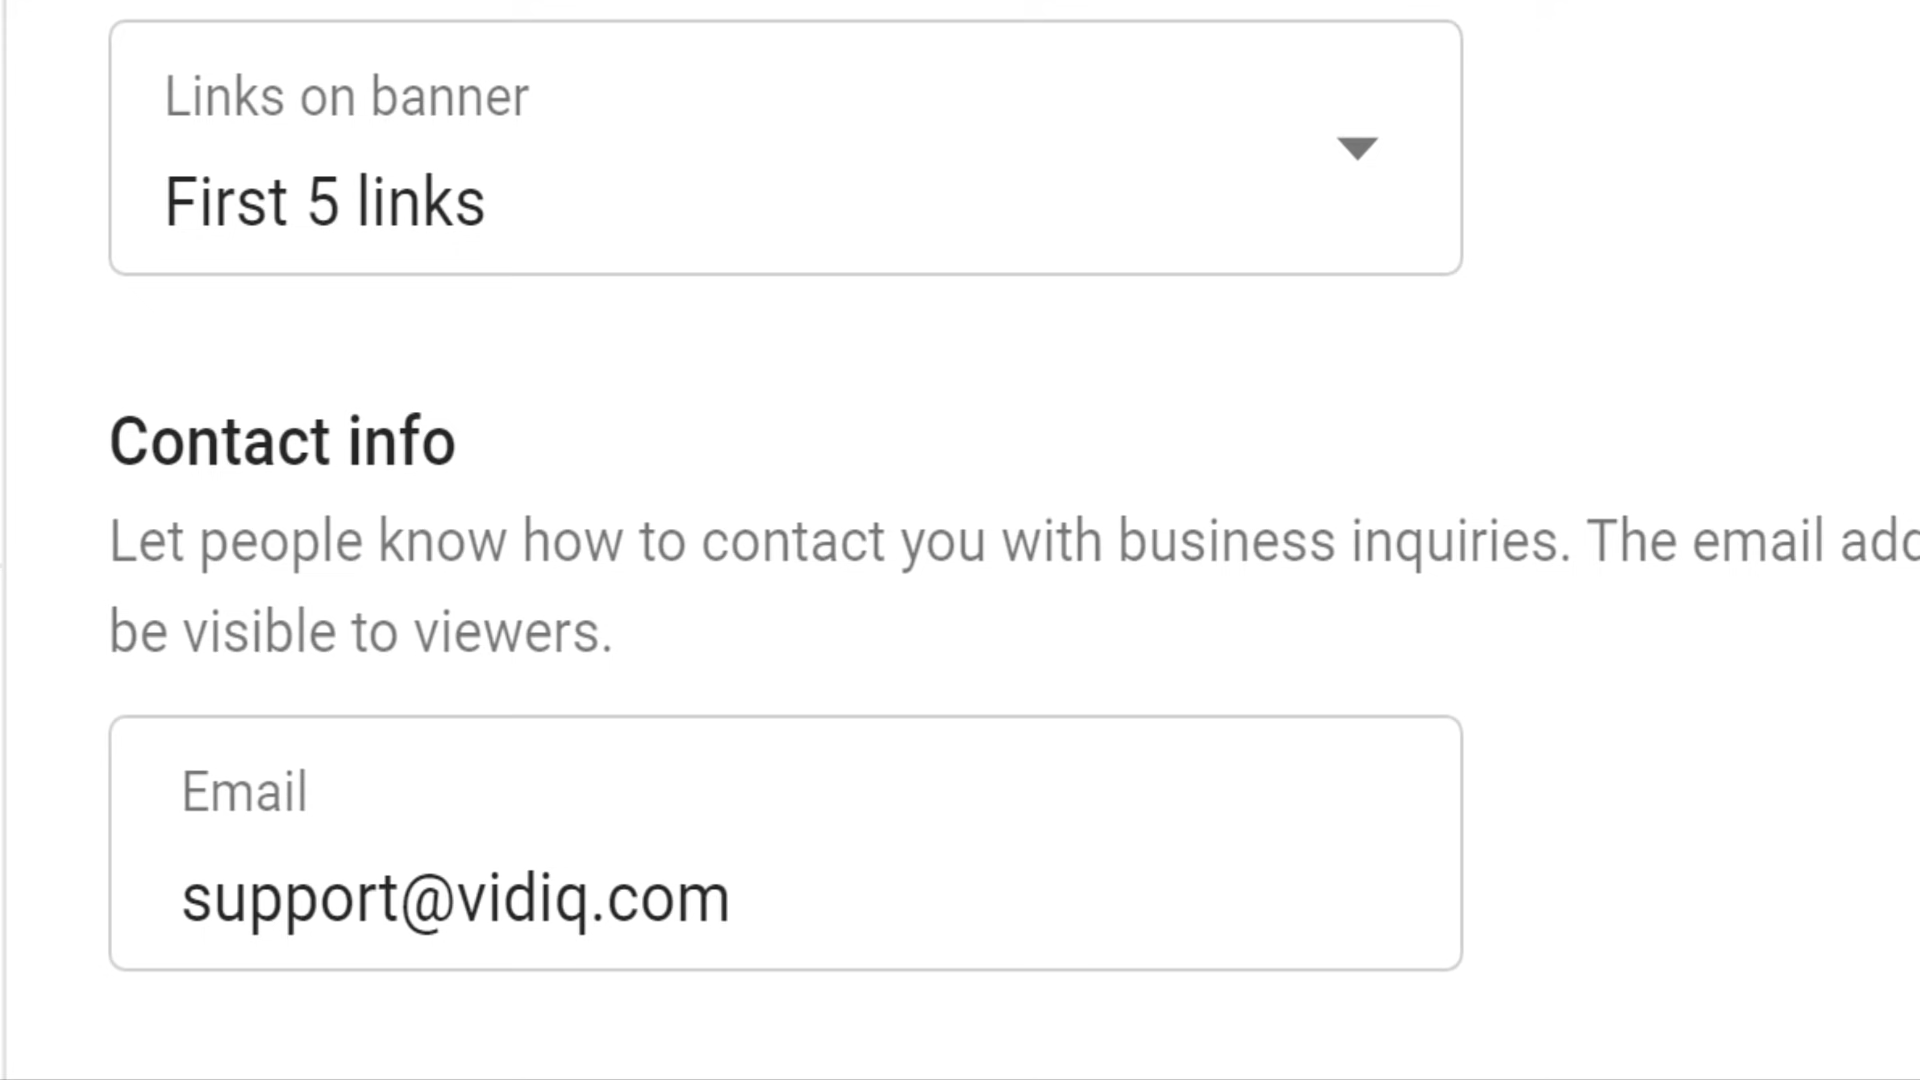 Links on banner
First 5 links
Contact info
Let people know how to contact you with business inquiries. The email
be visible to viewers.
Email
support@vidiq.com